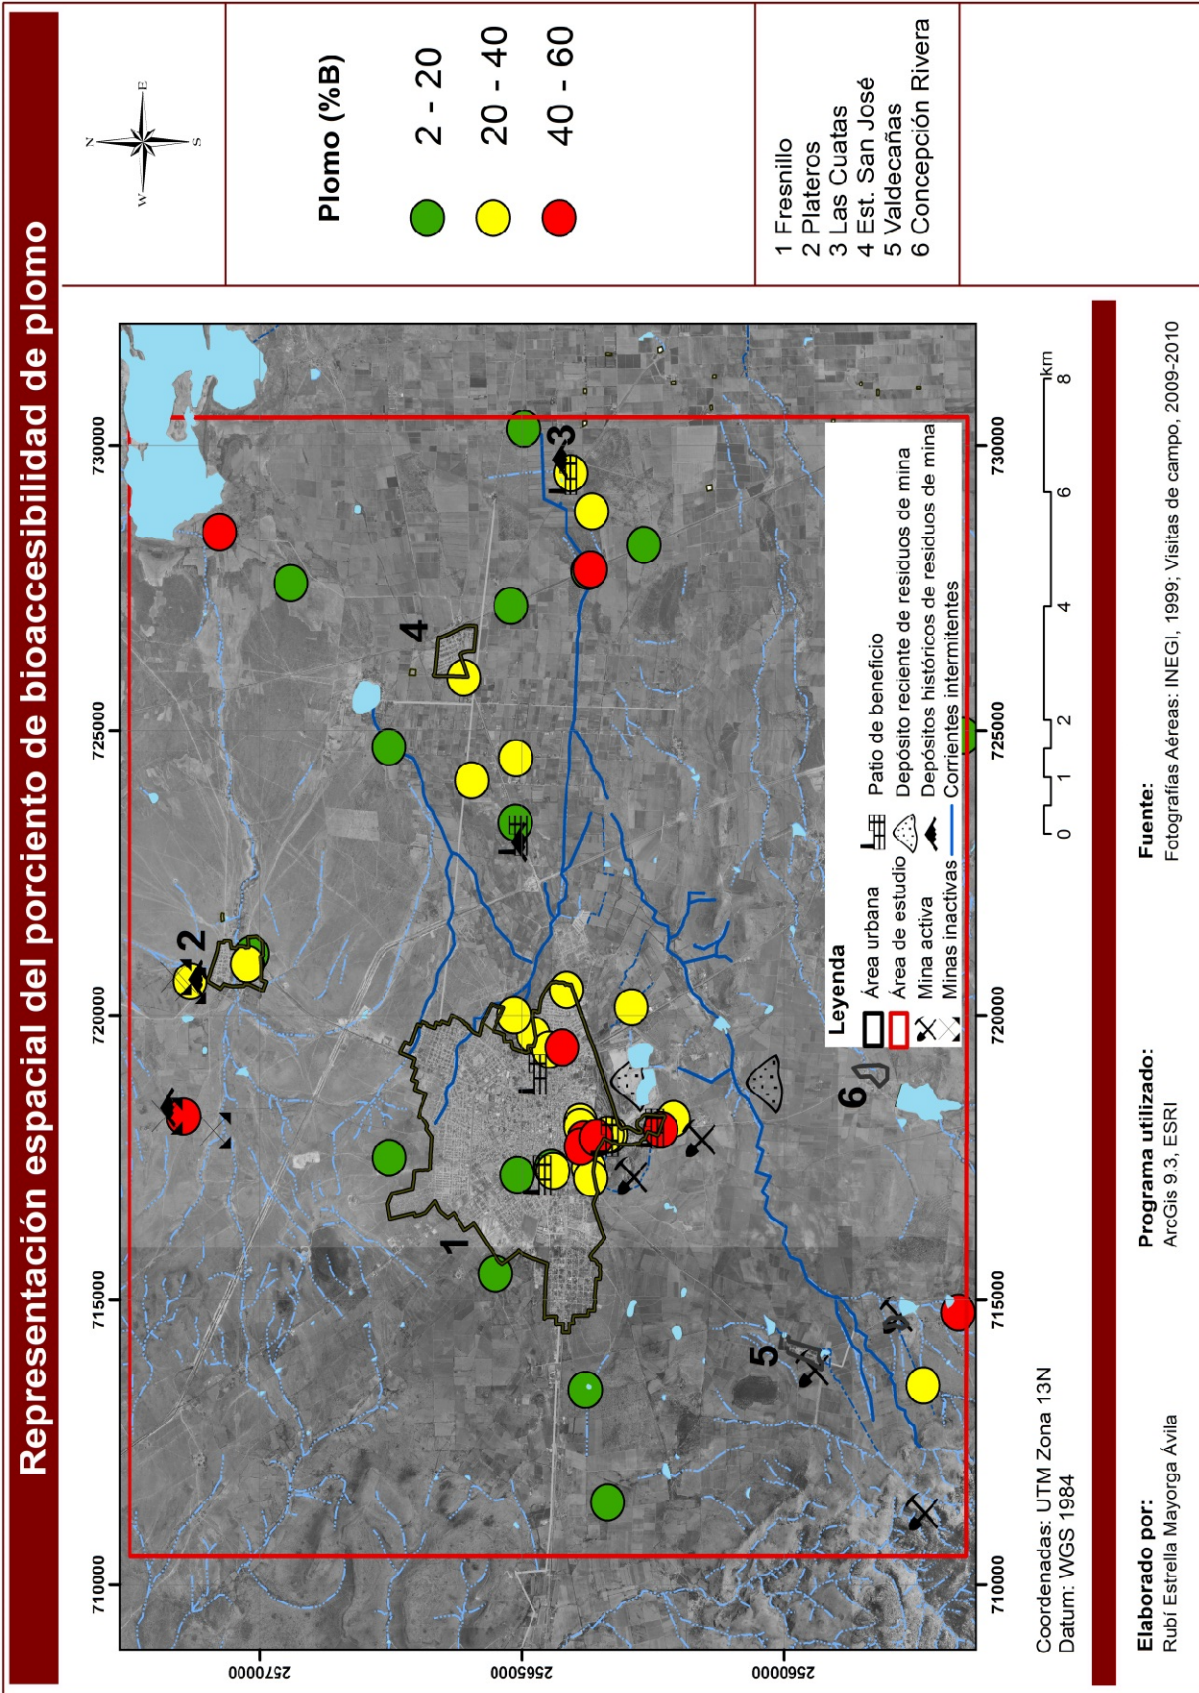 Representación espacial del porciento de bioaccesibilidad de plomo
N
W
E
S
Plomo (%B)
2 - 20
20 - 40
40 - 60
1 Fresnillo
2 Plateros
3 Las Cuatas
4 Est. San José
5 Valdecañas
6 Concepción Rivera
710000
715000
720000
725000
730000
2570000
2565000
2560000
1
2
3
4
5
6
Leyenda
Área urbana
Área de estudio
Mina activa
Minas inactivas
Patio de beneficio
Depósito reciente de residuos de mina
Depósitos históricos de residuos de mina
Corrientes intermitentes
710000
715000
720000
725000
730000
Coordenadas: UTM Zona 13N
Datum: WGS 1984
0 1 2 4 6 8 km
Elaborado por:
Rubí Estrella Mayorga Ávila
Programa utilizado:
ArcGis 9.3, ESRI
Fuente:
Fotografías Aéreas: INEGI, 1999; Visitas de campo, 2009-2010